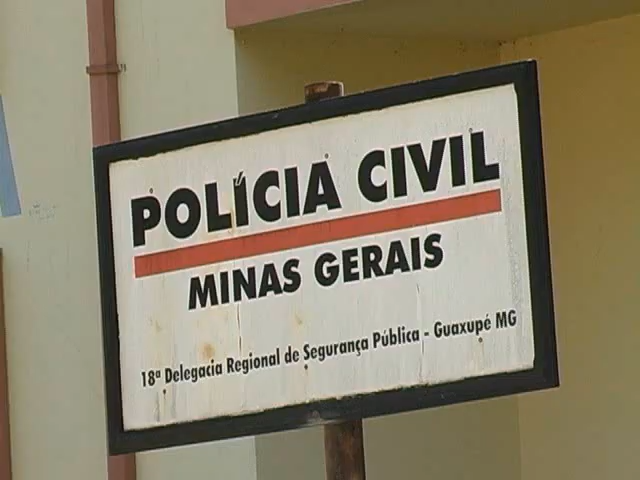 POLÍCIA CIVIL
MINAS GERAIS
18ª Delegacia Regional de Segurança Pública - Guaxupé MG